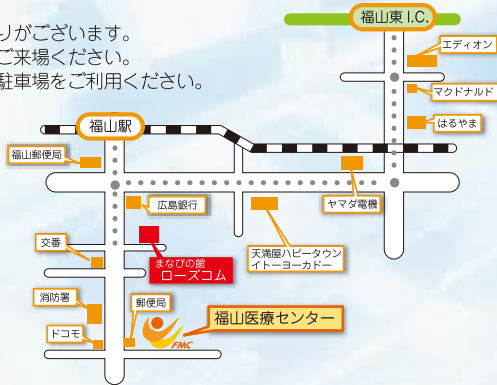 りがございます。
ご来場ください。
駐車場をご利用ください。
福山東I.C.
エディオン
マクドナルド
はるやま
福山駅
福山郵便局
広島銀行
ヤマダ電機
天満屋ハピータウン
イトーヨーカドー
交番
まなびの館
ローズコム
消防署
郵便局
ドコモ
FMC
福山医療センター